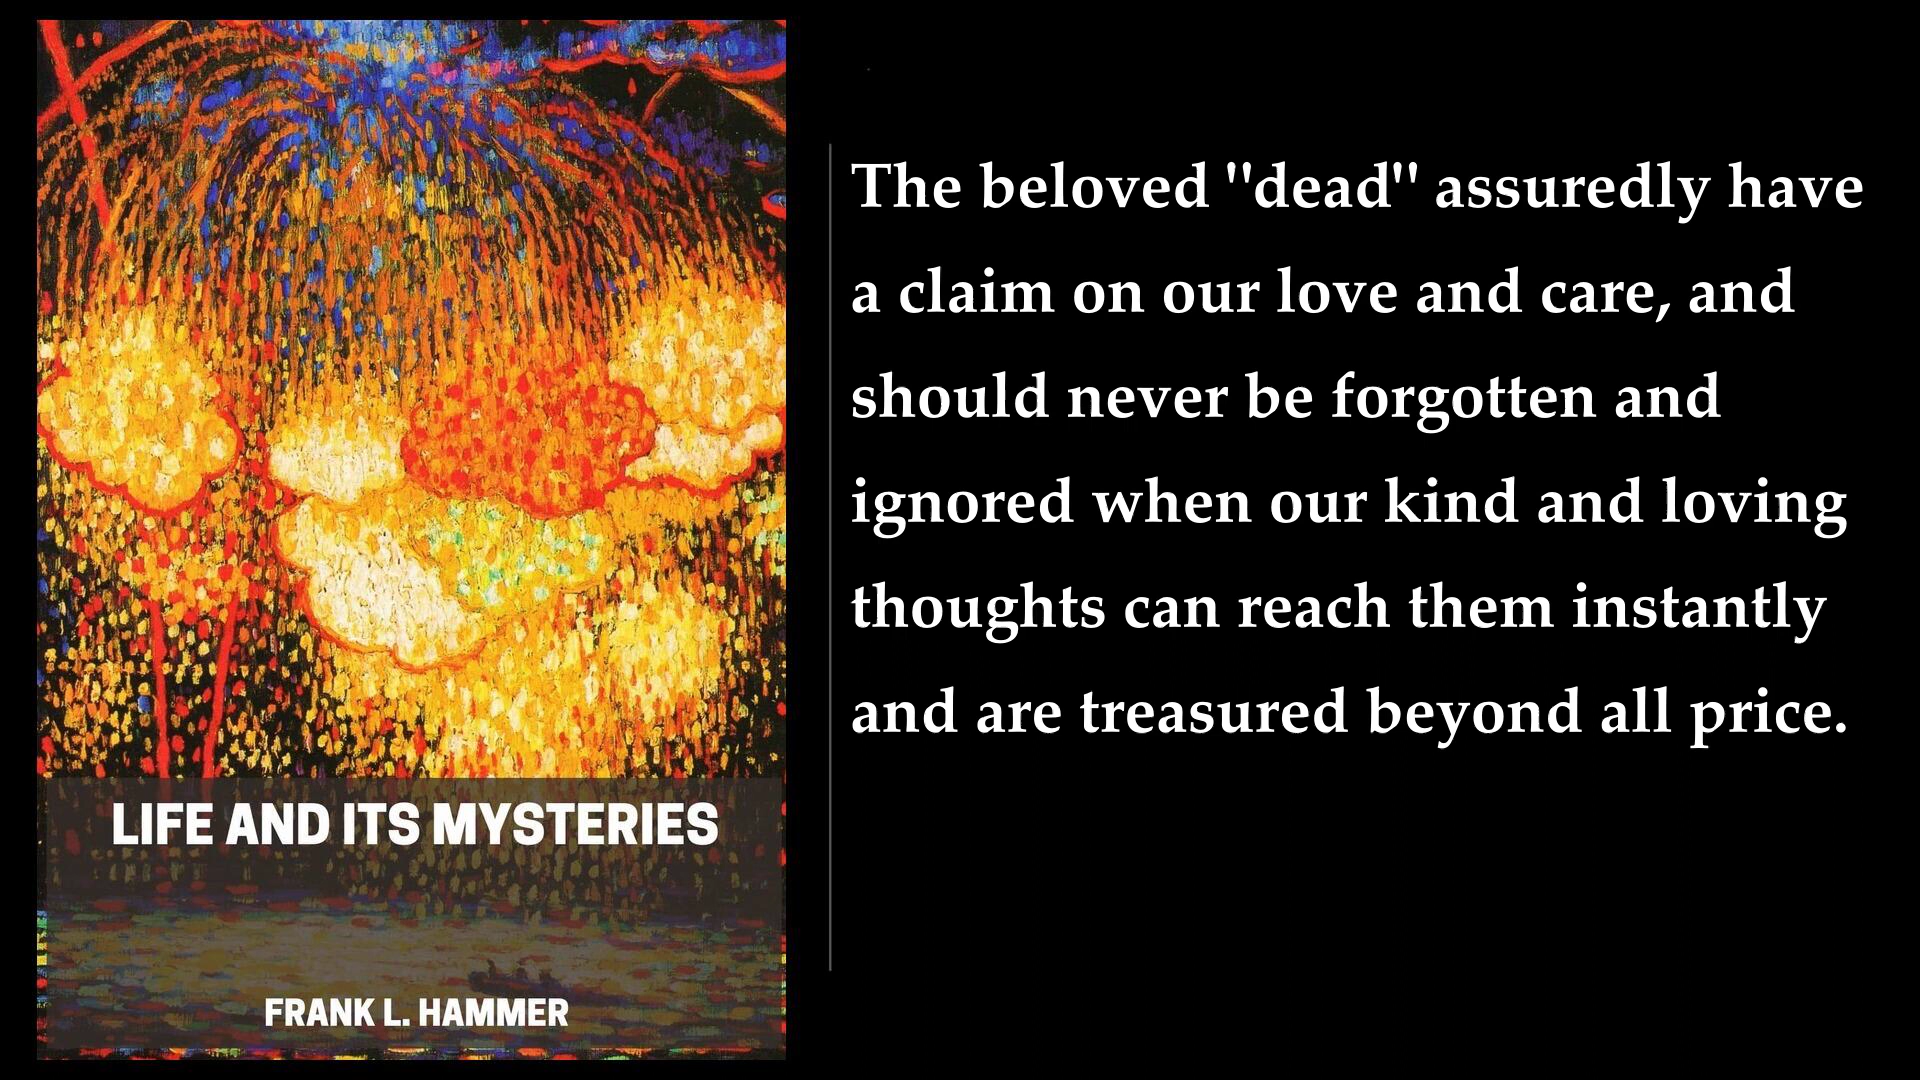 The beloved "dead" assuredly have
a claim on our love and care, and
should never be forgotten and
ignored when our kind and loving
thoughts can reach them instantly
and are treasured beyond all price.
LIFE AND ITS MYSTERIES
FRANK L. HAMMER